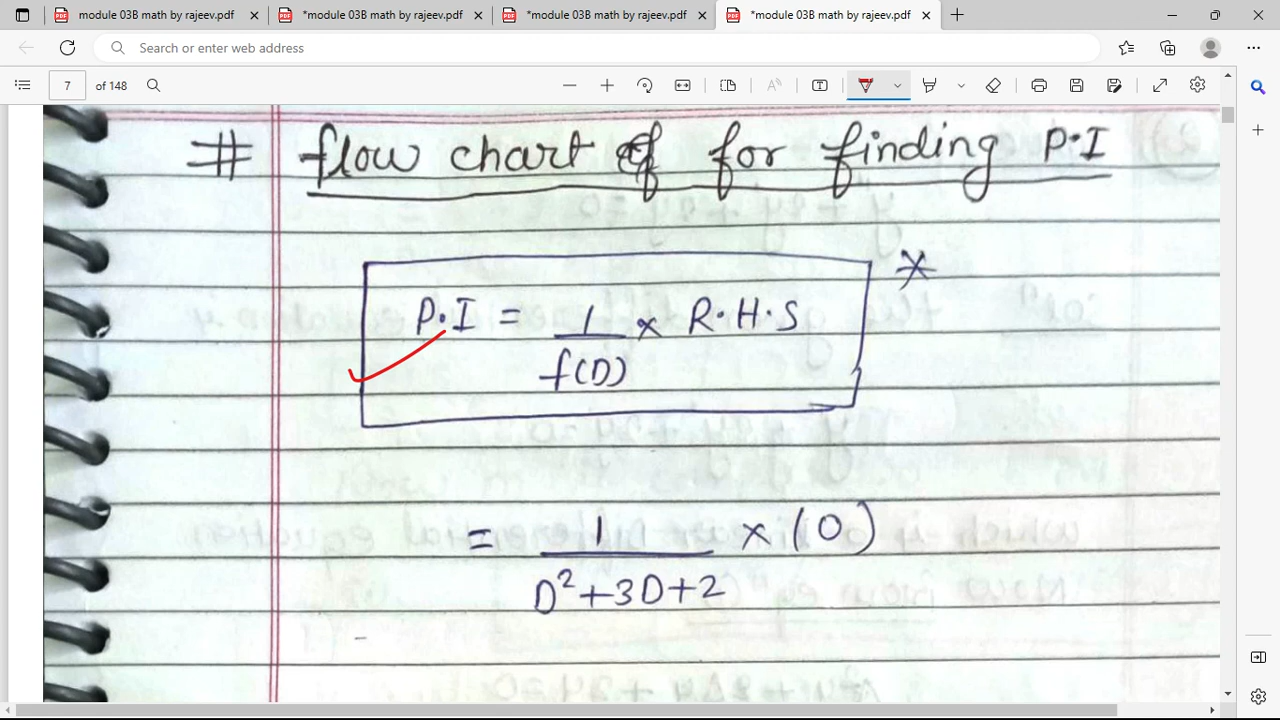 module 03B math by rajeev.pdf
*module 03B math by rajeev.pdf
*module 03B math by rajeev.pdf
*module 03B math by rajeev.pdf
Search or enter web address
7 of 148
# flow chart of for finding P.I
P.I = 1/f(D) × R.H.S *
= 1/(D²+3D+2) × (0)